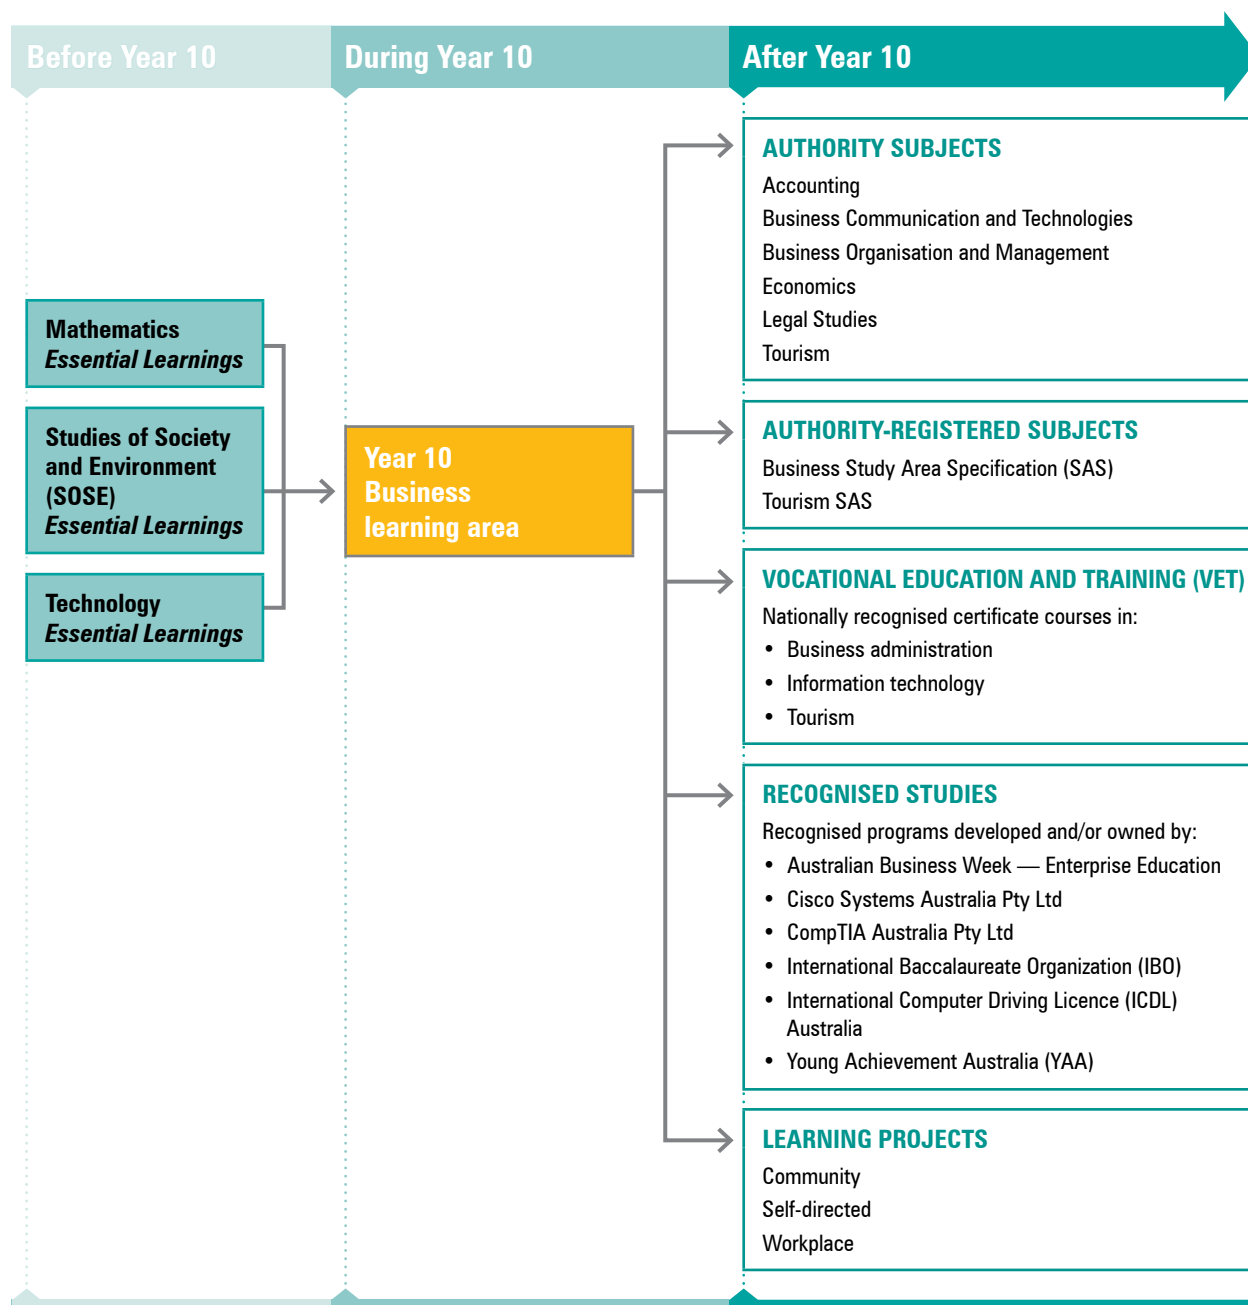 Before Year 10
During Year 10
After Year 10
Mathematics
Essential Learnings
Studies of Society
and Environment
(SOSE)
Essential Learnings
Technology
Essential Learnings
Year 10
Business
learning area
AUTHORITY SUBJECTS
Accounting
Business Communication and Technologies
Business Organisation and Management
Economics
Legal Studies
Tourism
AUTHORITY-REGISTERED SUBJECTS
Business Study Area Specification (SAS)
Tourism SAS
VOCATIONAL EDUCATION AND TRAINING (VET)
Nationally recognised certificate courses in:
• Business administration
• Information technology
• Tourism
RECOGNISED STUDIES
Recognised programs developed and/or owned by:
• Australian Business Week — Enterprise Education
• Cisco Systems Australia Pty Ltd
• CompTIA Australia Pty Ltd
• International Baccalaureate Organization (IBO)
• International Computer Driving Licence (ICDL)
Australia
• Young Achievement Australia (YAA)
LEARNING PROJECTS
Community
Self-directed
Workplace